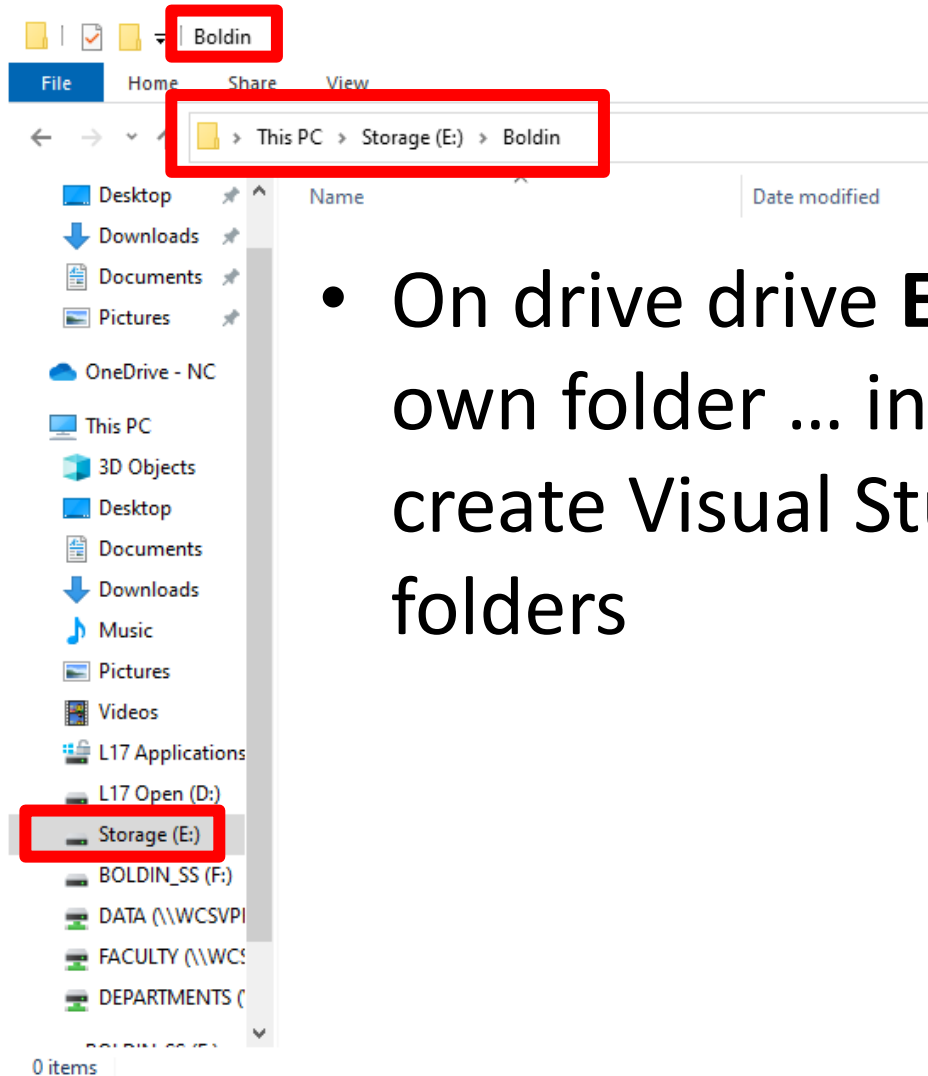 Boldin
File Home Share View
This PC > Storage (E:) > Boldin
Name Date modified
Desktop
Downloads
Documents
Pictures
OneDrive - NC
This PC
3D Objects
Desktop
Documents
Downloads
Music
Pictures
Videos
L17 Applications
L17 Open (D:)
Storage (E:)
BOLDIN_SS (F:)
DATA (\\WCSVPI
FACULTY (\\WCS
DEPARTMENTS (
0 items
• On drive drive E
own folder ... in
create Visual Stu
folders